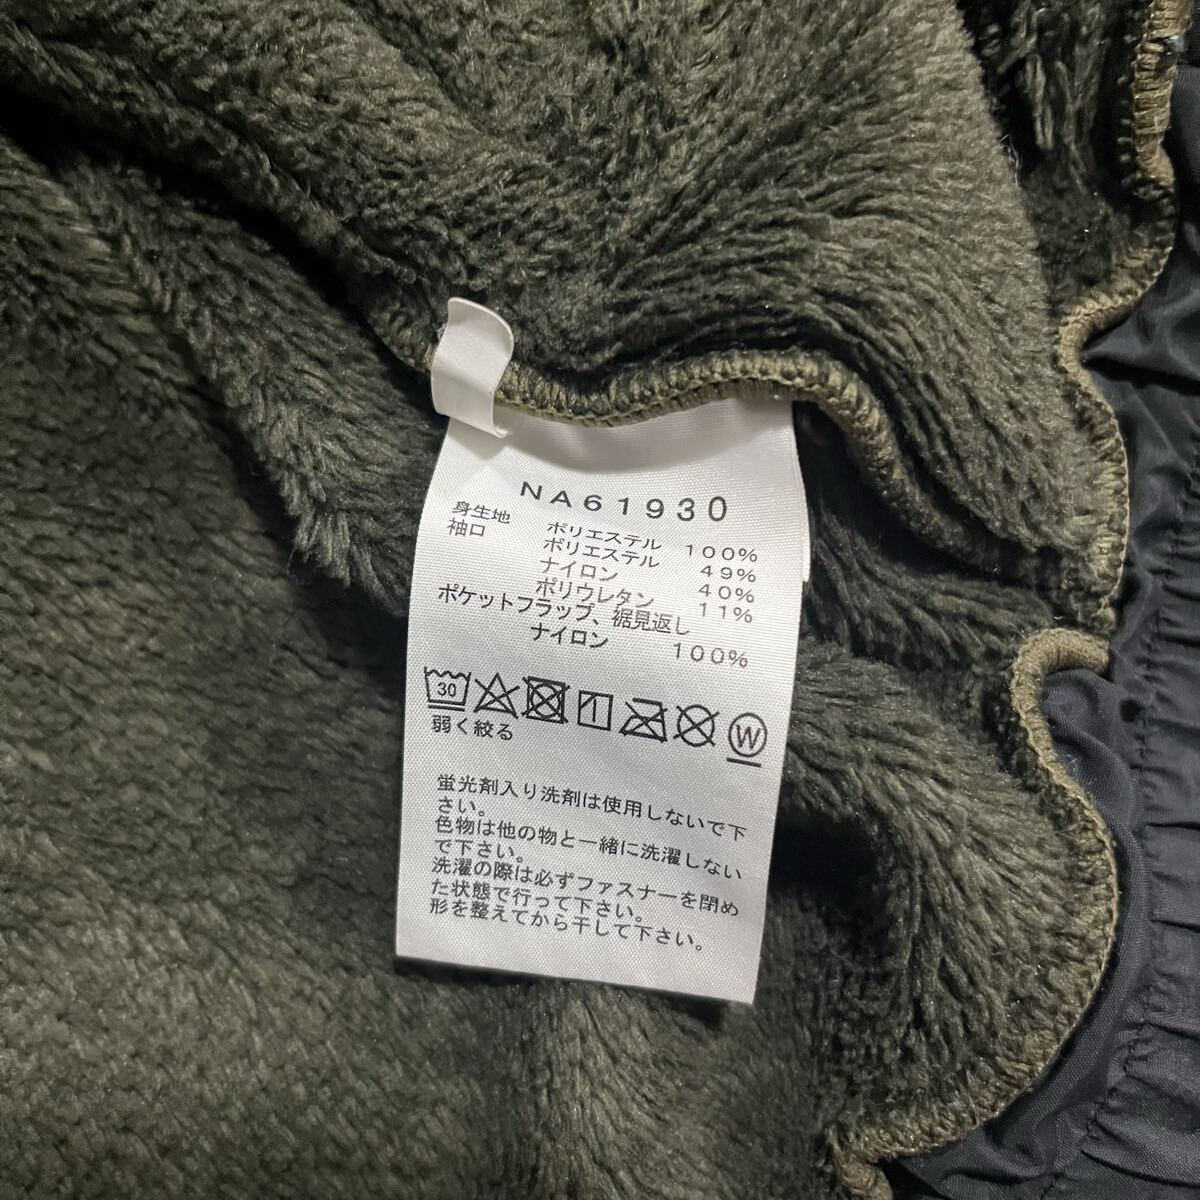 NA61930
身生地 ポリエステル 100%
袖口 ポリエステル 49%
ナイロン 40%
ポリウレタン 11%
ポケットフラップ、裾見返し
ナイロン 100%
30 W
弱く絞る
蛍光剤入り洗剤は使用しないで下
さい。
色物は他の物と一緒に洗濯しない
で下さい。
洗濯の際は必ずファスナーを閉め
た状態で行って下さい。
形を整えてから干して下さい。